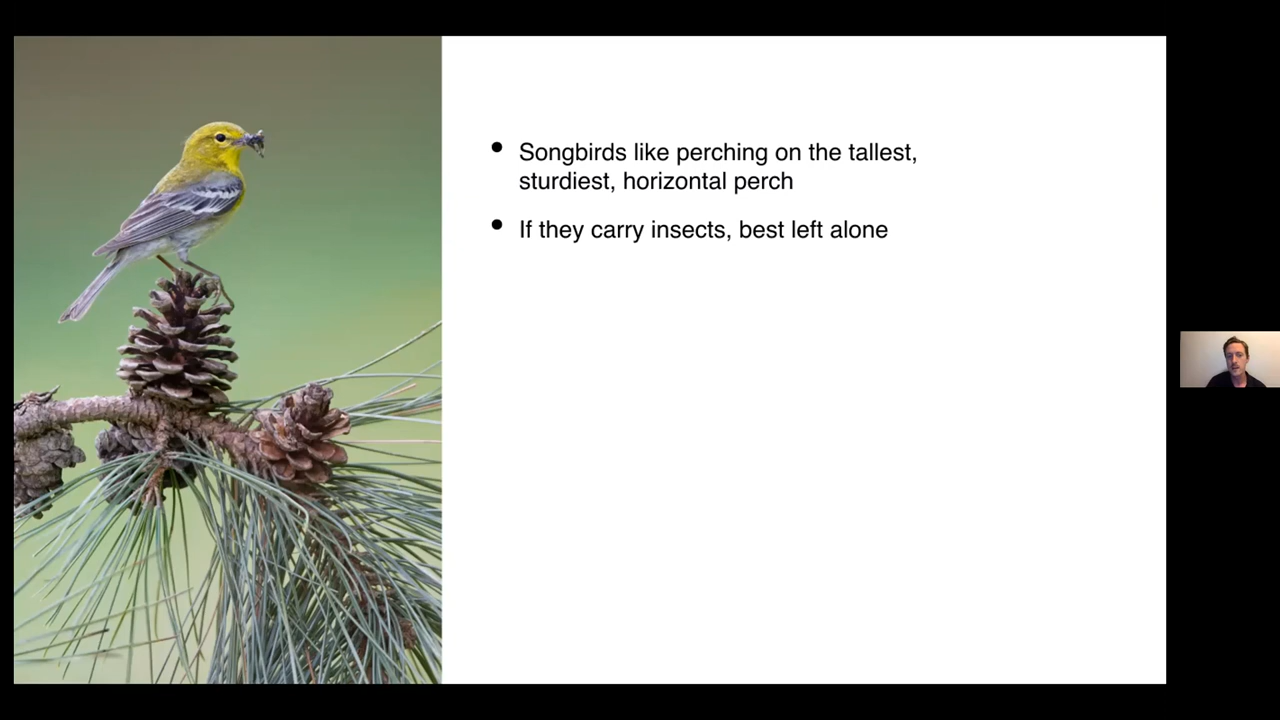 • Songbirds like perching on the tallest,
sturdiest, horizontal perch
• If they carry insects, best left alone